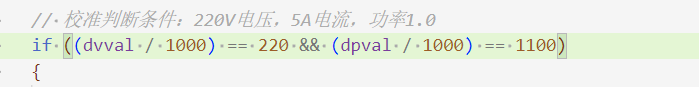 // 校准判断条件：220V电压，5A电流，功率1.0
if ((dvval / 1000) == 220 && (dpval / 1000) == 1100)
{